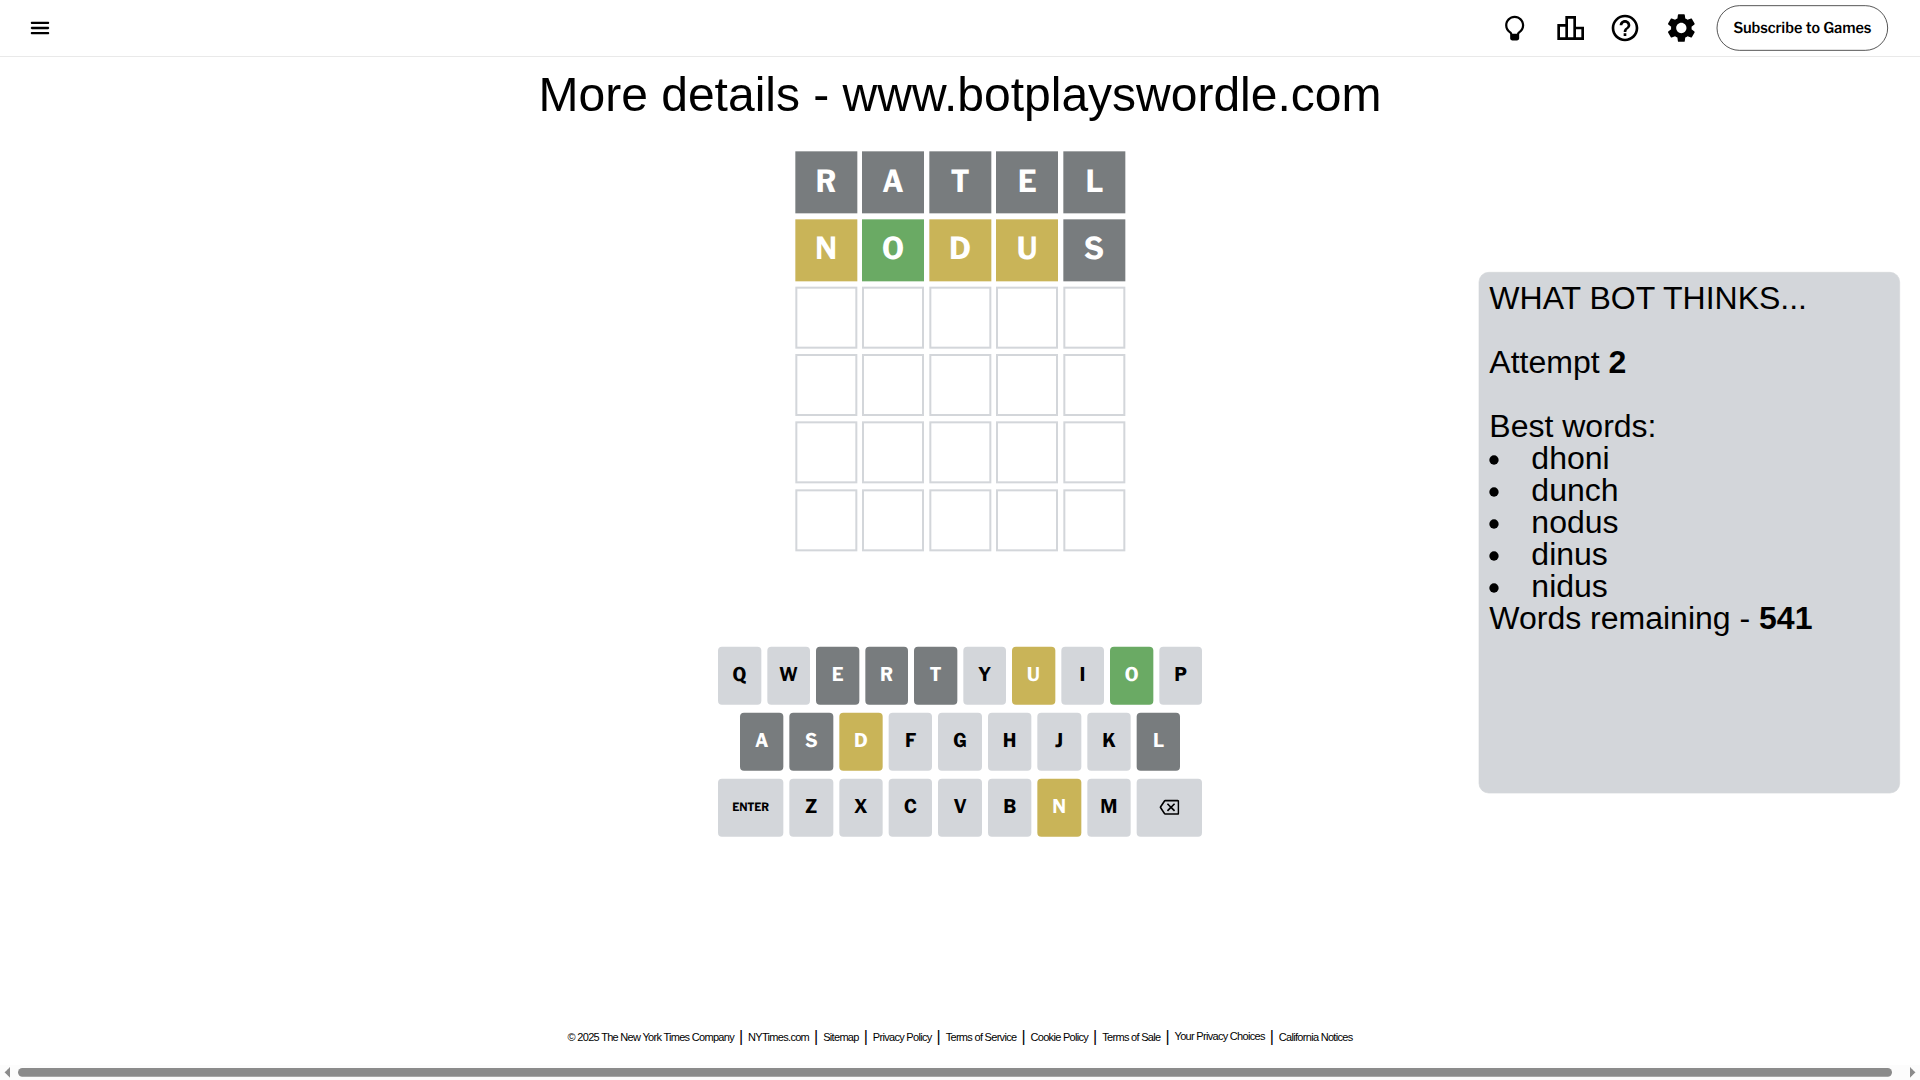 Subscribe to Games
More details - www.botplayswordle.com
R A T E L
N O D U S
WHAT BOT THINKS...
Attempt 2
Best words:
• dhoni
• dunch
• nodus
• dinus
• nidus
Words remaining - 541
Q W E R T Y U I O P
A S D F G H J K L
ENTER Z X C V B N M
© 2025 The New York Times Company | NYTimes.com | Sitemap | Privacy Policy | Terms of Service | Cookie Policy | Terms of Sale | Your Privacy Choices | California Notices